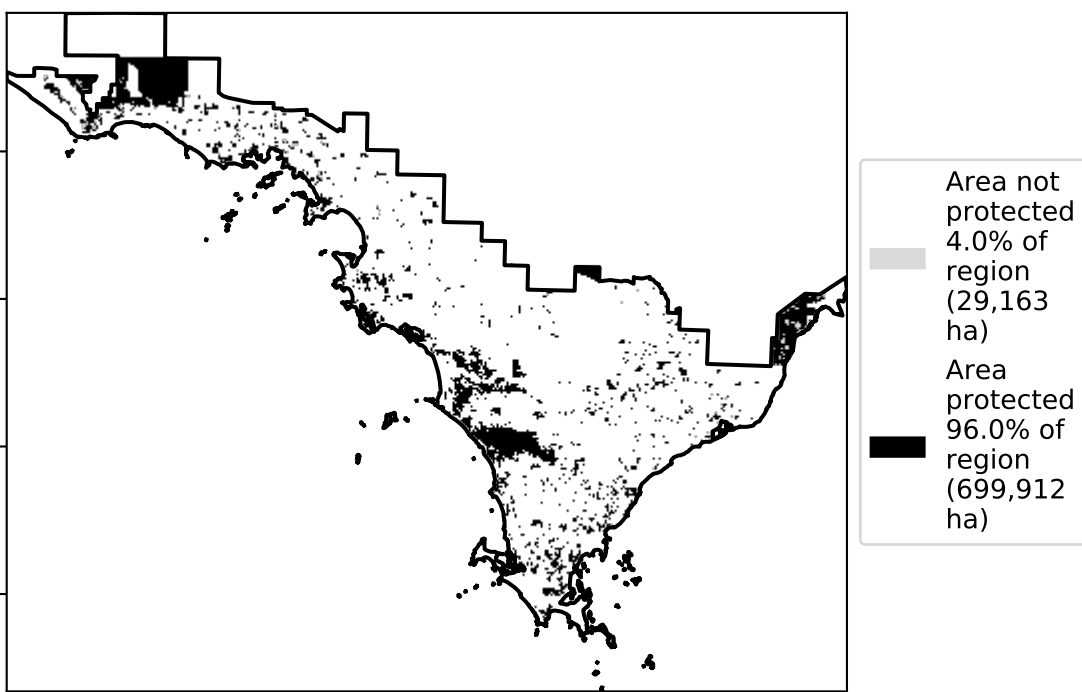 Area not
protected
4.0% of
region
(29,163
ha)
Area
protected
96.0% of
region
(699,912
ha)